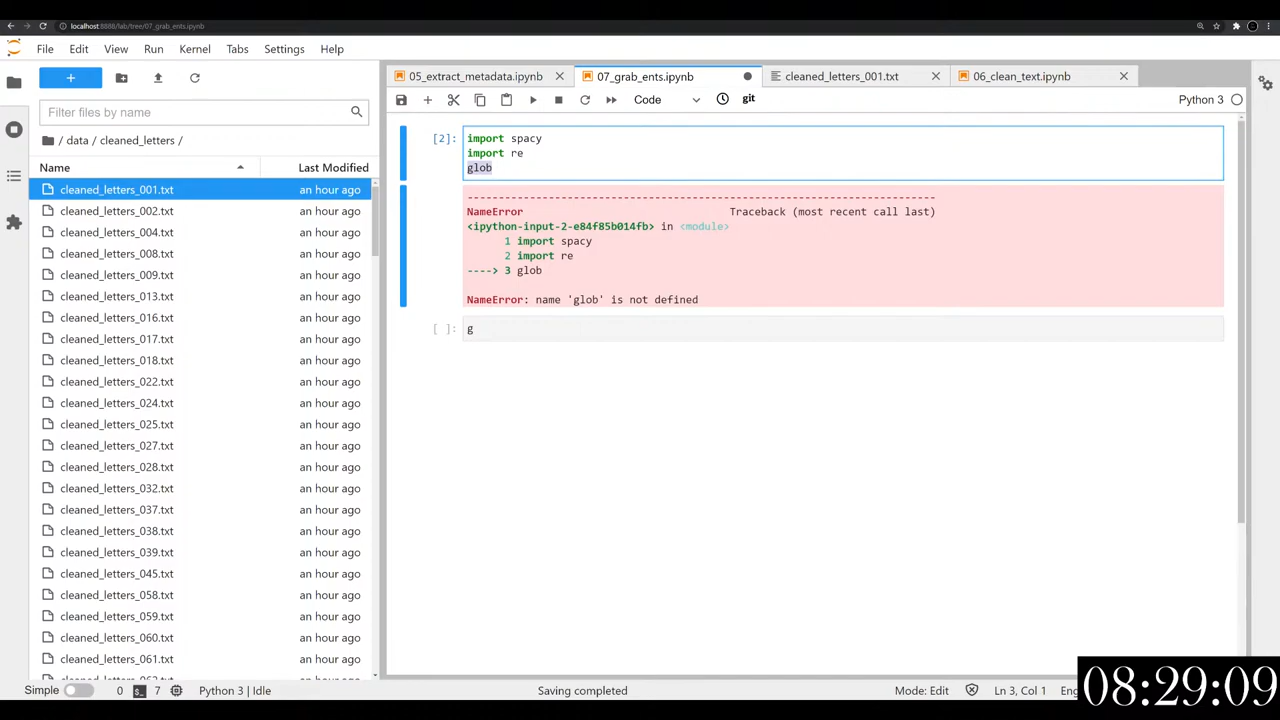 localhost:8888/lab/tree/07_grab_ents.ipynb
File Edit View Run Kernel Tabs Settings Help
05_extract_metadata.ipynb
07_grab_ents.ipynb
cleaned_letters_001.txt
06_clean_text.ipynb
Code
git
Python 3
Filter files by name
/ data / cleaned_letters /
Name Last Modified
cleaned_letters_001.txt an hour ago
cleaned_letters_002.txt an hour ago
cleaned_letters_004.txt an hour ago
cleaned_letters_008.txt an hour ago
cleaned_letters_009.txt an hour ago
cleaned_letters_013.txt an hour ago
cleaned_letters_016.txt an hour ago
cleaned_letters_017.txt an hour ago
cleaned_letters_018.txt an hour ago
cleaned_letters_022.txt an hour ago
cleaned_letters_024.txt an hour ago
cleaned_letters_025.txt an hour ago
cleaned_letters_027.txt an hour ago
cleaned_letters_028.txt an hour ago
cleaned_letters_032.txt an hour ago
cleaned_letters_037.txt an hour ago
cleaned_letters_038.txt an hour ago
cleaned_letters_039.txt an hour ago
cleaned_letters_045.txt an hour ago
cleaned_letters_058.txt an hour ago
cleaned_letters_059.txt an hour ago
cleaned_letters_060.txt an hour ago
cleaned_letters_061.txt an hour ago
[2]: import spacy
import re
glob
---------------------------------------------------------------------------
NameError Traceback (most recent call last)
<ipython-input-2-e84f85b014fb> in <module>
1 import spacy
2 import re
----> 3 glob
NameError: name 'glob' is not defined
[ ]: g
Simple 0 $_ 7 Python 3 | Idle Saving completed Mode: Edit Ln 3, Col 1
08:29:09